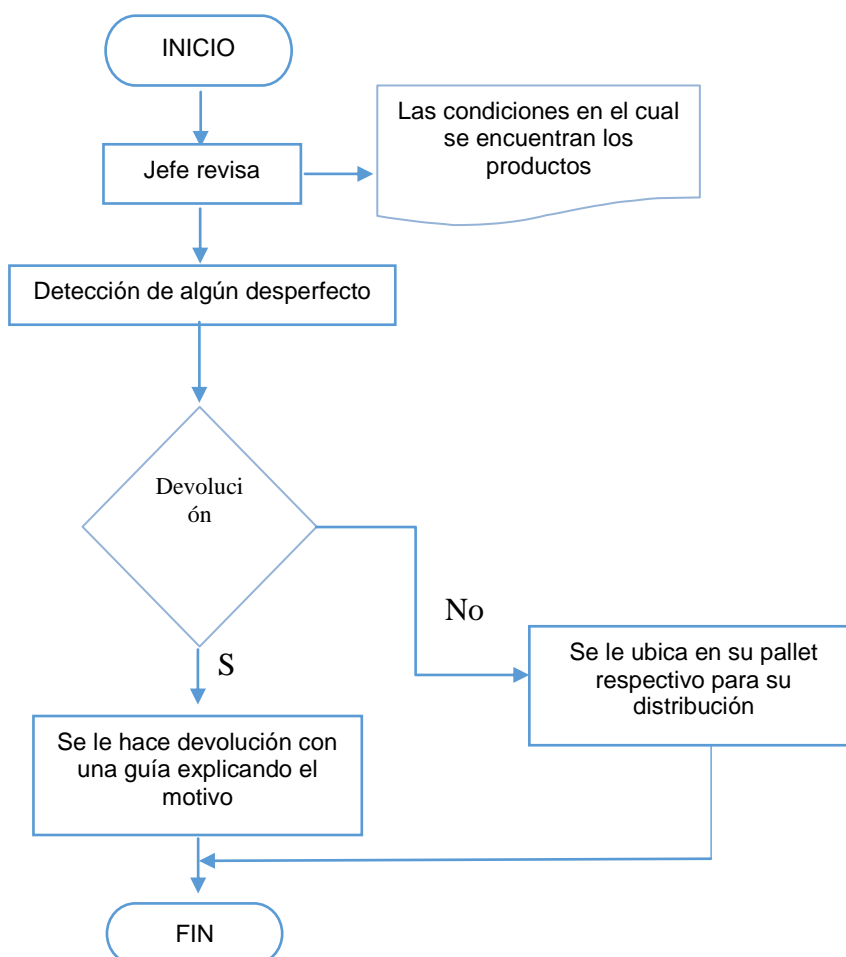 INICIO
Las condiciones en el cual
se encuentran los
productos
Jefe revisa
Detección de algún desperfecto
Devoluci
ón
No
S
Se le ubica en su pallet
respectivo para su
distribución
Se le hace devolución con
una guía explicando el
motivo
FIN